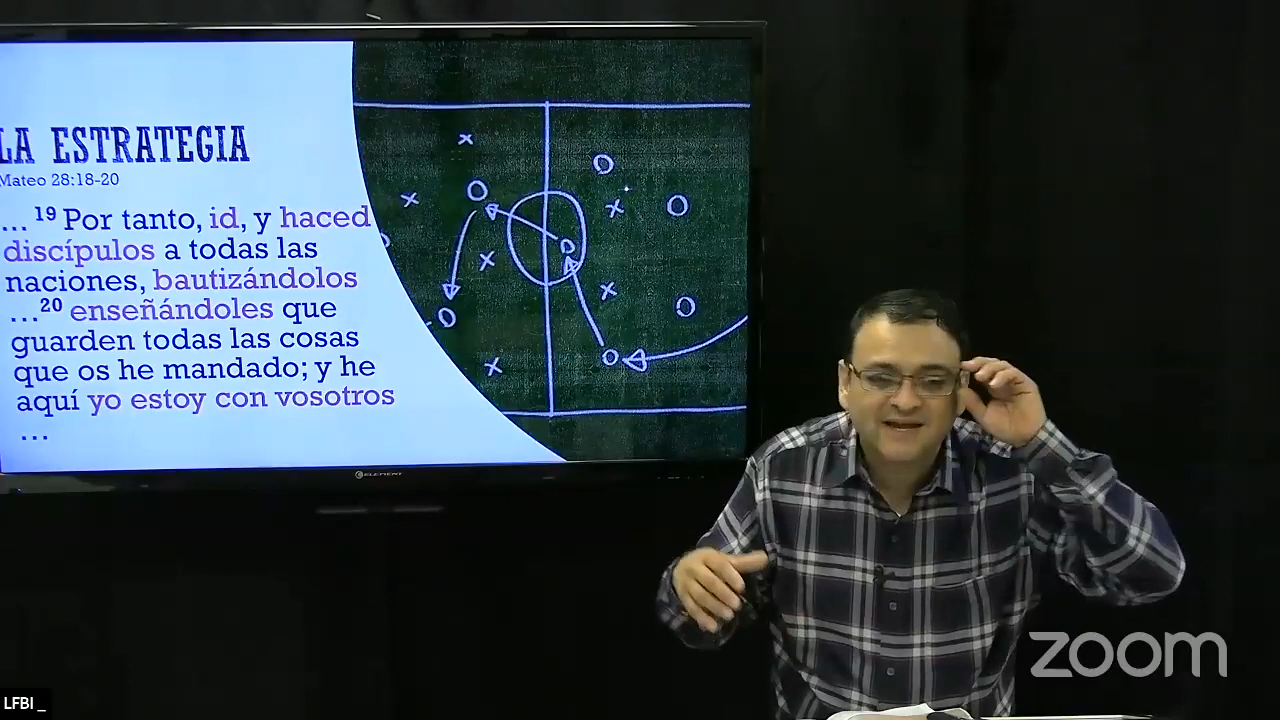 LA ESTRATEGIA
Mateo 28:18-20
... 19 Por tanto, id, y haced
discípulos a todas las
naciones, bautizándolos
...20 enseñándoles que
guarden todas las cosas
que os he mandado; y he
aquí yo estoy con vosotros
...
ELEMENT
zoom
LFBI _